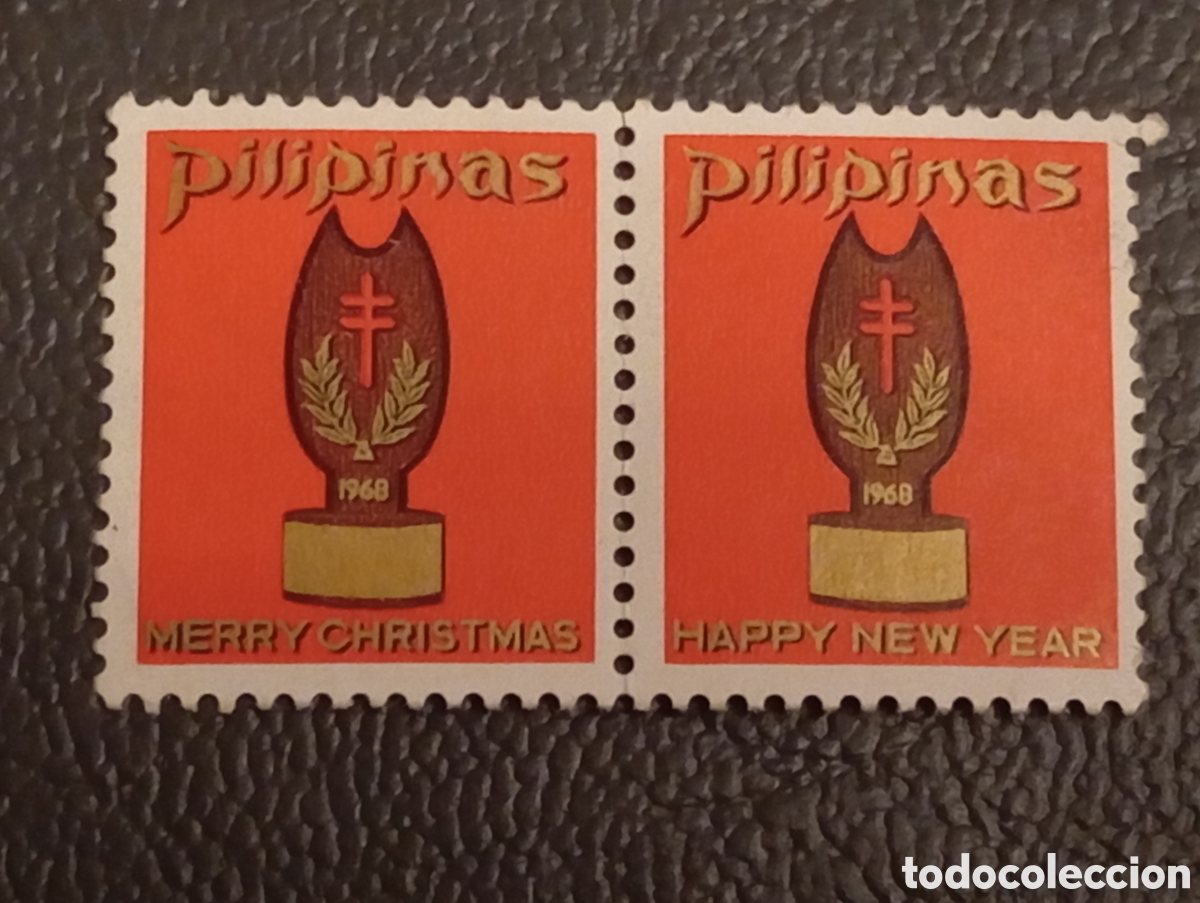 Pilipinas
1968
MERRY CHRISTMAS
Pilipinas
1968
HAPPY NEW YEAR
todocoleccion